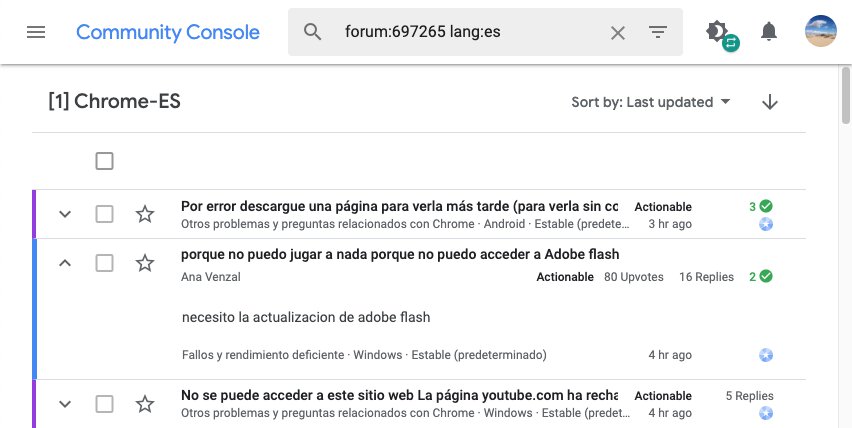 Community Console
forum:697265 lang:es
[1] Chrome-ES
Sort by: Last updated
Por error descargue una página para verla más tarde (para verla sin co
Actionable
3
Otros problemas y preguntas relacionados con Chrome · Android · Estable (predete...
3 hr ago
porque no puedo jugar a nada porque no puedo acceder a Adobe flash
Ana Venzal
Actionable
80 Upvotes
16 Replies
2
necesito la actualizacion de adobe flash
Fallos y rendimiento deficiente · Windows · Estable (predeterminado)
4 hr ago
No se puede acceder a este sitio web La página youtube.com ha recha
Actionable
5 Replies
Otros problemas y preguntas relacionados con Chrome · Windows · Estable (predet...
4 hr ago